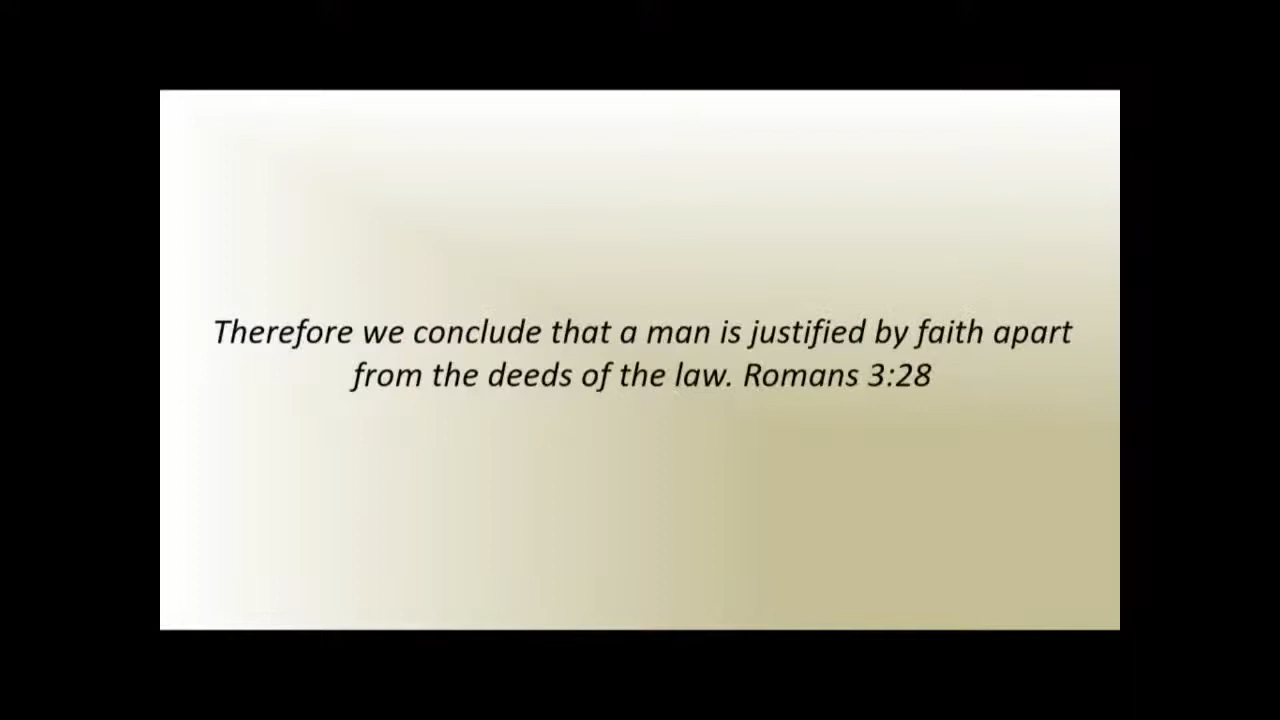 Therefore we conclude that a man is justified by faith apart
from the deeds of the law. Romans 3:28